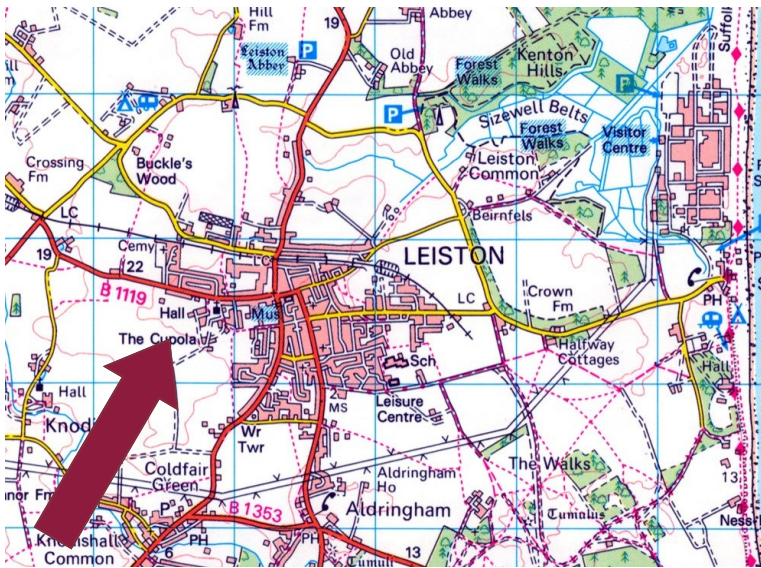 Hill
Fm
19
Abbey
Leiston
Abbey
P
Old
Abbey
Forest
Walks
Kenton
Hills
P
P
Sizewell Belts
Forest
Walks
Visitor
Centre
Crossing
Fm
Buckle's
Wood
Leiston
Common
LC
Beirnfels
Cemy
19
22
LEISTON
B 1119
Hall
Mus
LC
Crown
Fm
PH
The Cupola
Halfway
Cottages
Sch
Hall
Hall
Leisure
Centre
MS
Wr
Twr
Coldfair
Green
Aldringham
Ho
The Walks
13
B 1353
Aldringham
Tumulus
PH
PH
6
Common
13